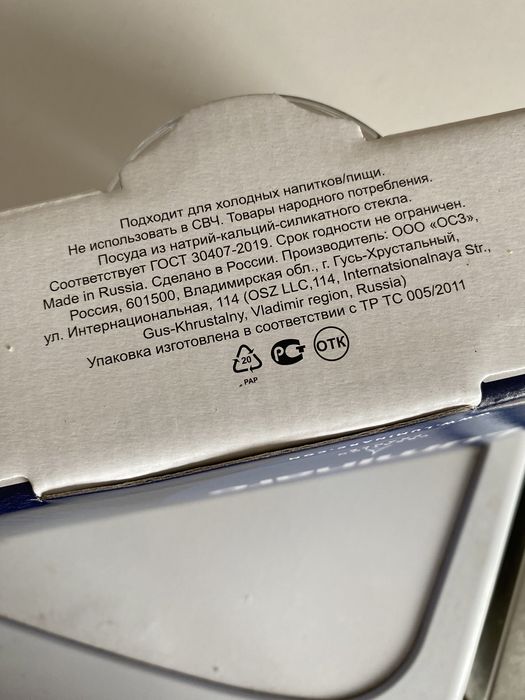 Подходит для холодных напитков/пищи.
Не использовать в СВЧ. Товары народного потребления.
Посуда из натрий-кальций-силикатного стекла.
Соответствует ГОСТ 30407-2019. Срок годности не ограничен.
Made in Russia. Сделано в России. Производитель: ООО «ОСЗ»,
Россия, 601500, Владимирская обл., г. Гусь-Хрустальный,
ул. Интернациональная, 114 (OSZ LLC,114, Internatsionalnaya Str.,
Gus-Khrustalny, Vladimir region, Russia)
Упаковка изготовлена в соответствии с ТР ТС 005/2011
20
PAP
РСТ
ОТК